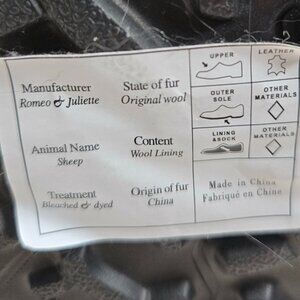 Manufacturer
Romeo & Juliette
State of fur
Original wool
Animal Name
Sheep
Content
Wool Lining
Treatment
Bleached & dyed
Origin of fur
China
UPPER
LEATHER
OUTER
SOLE
OTHER
MATERIALS
LINING
&SOCK
OTHER
MATERIALS
Made in China
Fabriqué en Chine